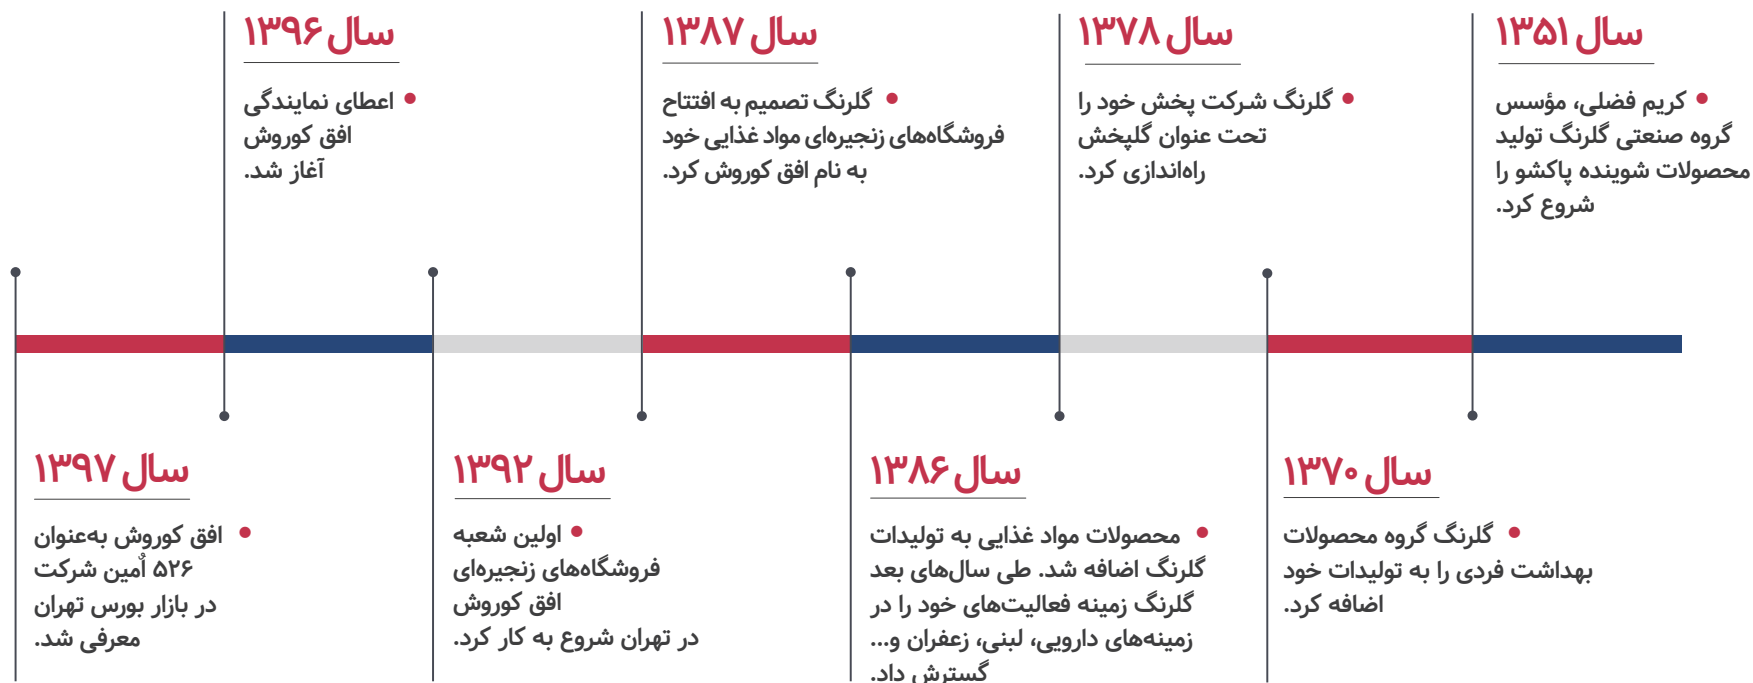 سال ۱۳۵۱
کریم فضلی، مؤسس
گروه صنعتی گلرنگ تولید
محصولات شوینده پاکشو را
شروع کرد.
سال ۱۳۷۰
گلرنگ گروه محصولات
بهداشت فردی را به تولیدات خود
اضافه کرد.
سال ۱۳۷۸
گلرنگ شرکت پخش خود را
تحت عنوان گلپخش
راه‌اندازی کرد.
سال ۱۳۸۶
محصولات مواد غذایی به تولیدات
گلرنگ اضافه شد. طی سال‌های بعد
گلرنگ زمینه فعالیت‌های خود را در
زمینه‌های دارویی، لبنی، زعفران و...
گسترش داد.
سال ۱۳۸۷
گلرنگ تصمیم به افتتاح
فروشگاه‌های زنجیره‌ای مواد غذایی خود
به نام افق کوروش کرد.
سال ۱۳۹۲
اولین شعبه
فروشگاه‌های زنجیره‌ای
افق کوروش
در تهران شروع به کار کرد.
سال ۱۳۹۶
اعطای نمایندگی
افق کوروش
آغاز شد.
سال ۱۳۹۷
افق کوروش به‌عنوان
۵۲۶ اُمین شرکت
در بازار بورس تهران
معرفی شد.